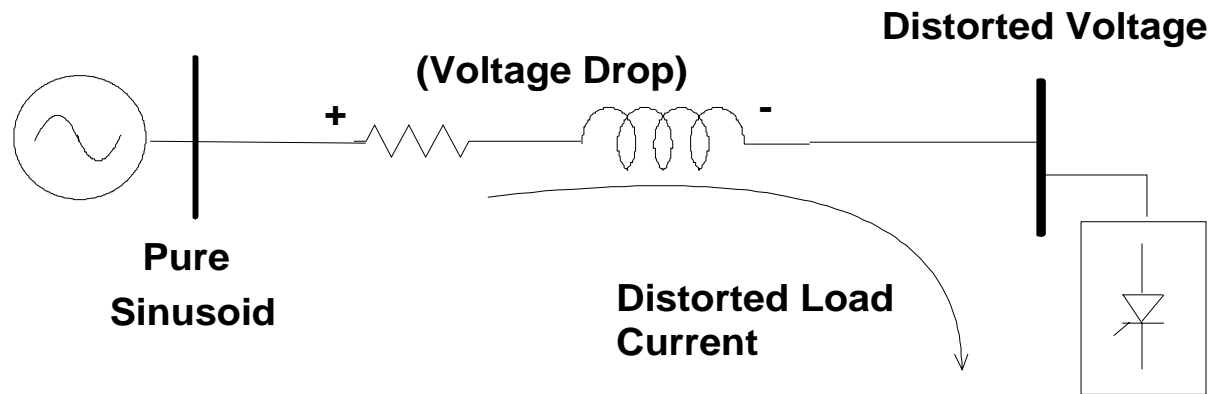 Distorted Voltage
(Voltage Drop)
+
-
Pure
Sinusoid
Distorted Load
Current